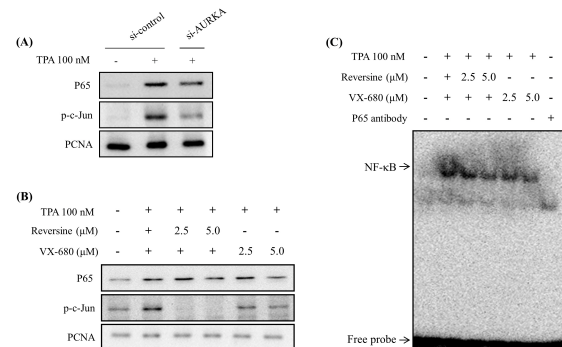 (A)
si-control
si-AURKA
TPA 100 nM - + +
P65
p-c-Jun
PCNA
(B)
TPA 100 nM - + + + + +
Reversine (μM) - + 2.5 5.0 - -
VX-680 (μM) - + + + 2.5 5.0
P65
p-c-Jun
PCNA
(C)
TPA 100 nM - + + + + + -
Reversine (μM) - + 2.5 5.0 - - -
VX-680 (μM) - + + + 2.5 5.0 -
P65 antibody - - - - - - +
NF-κB →
Free probe →